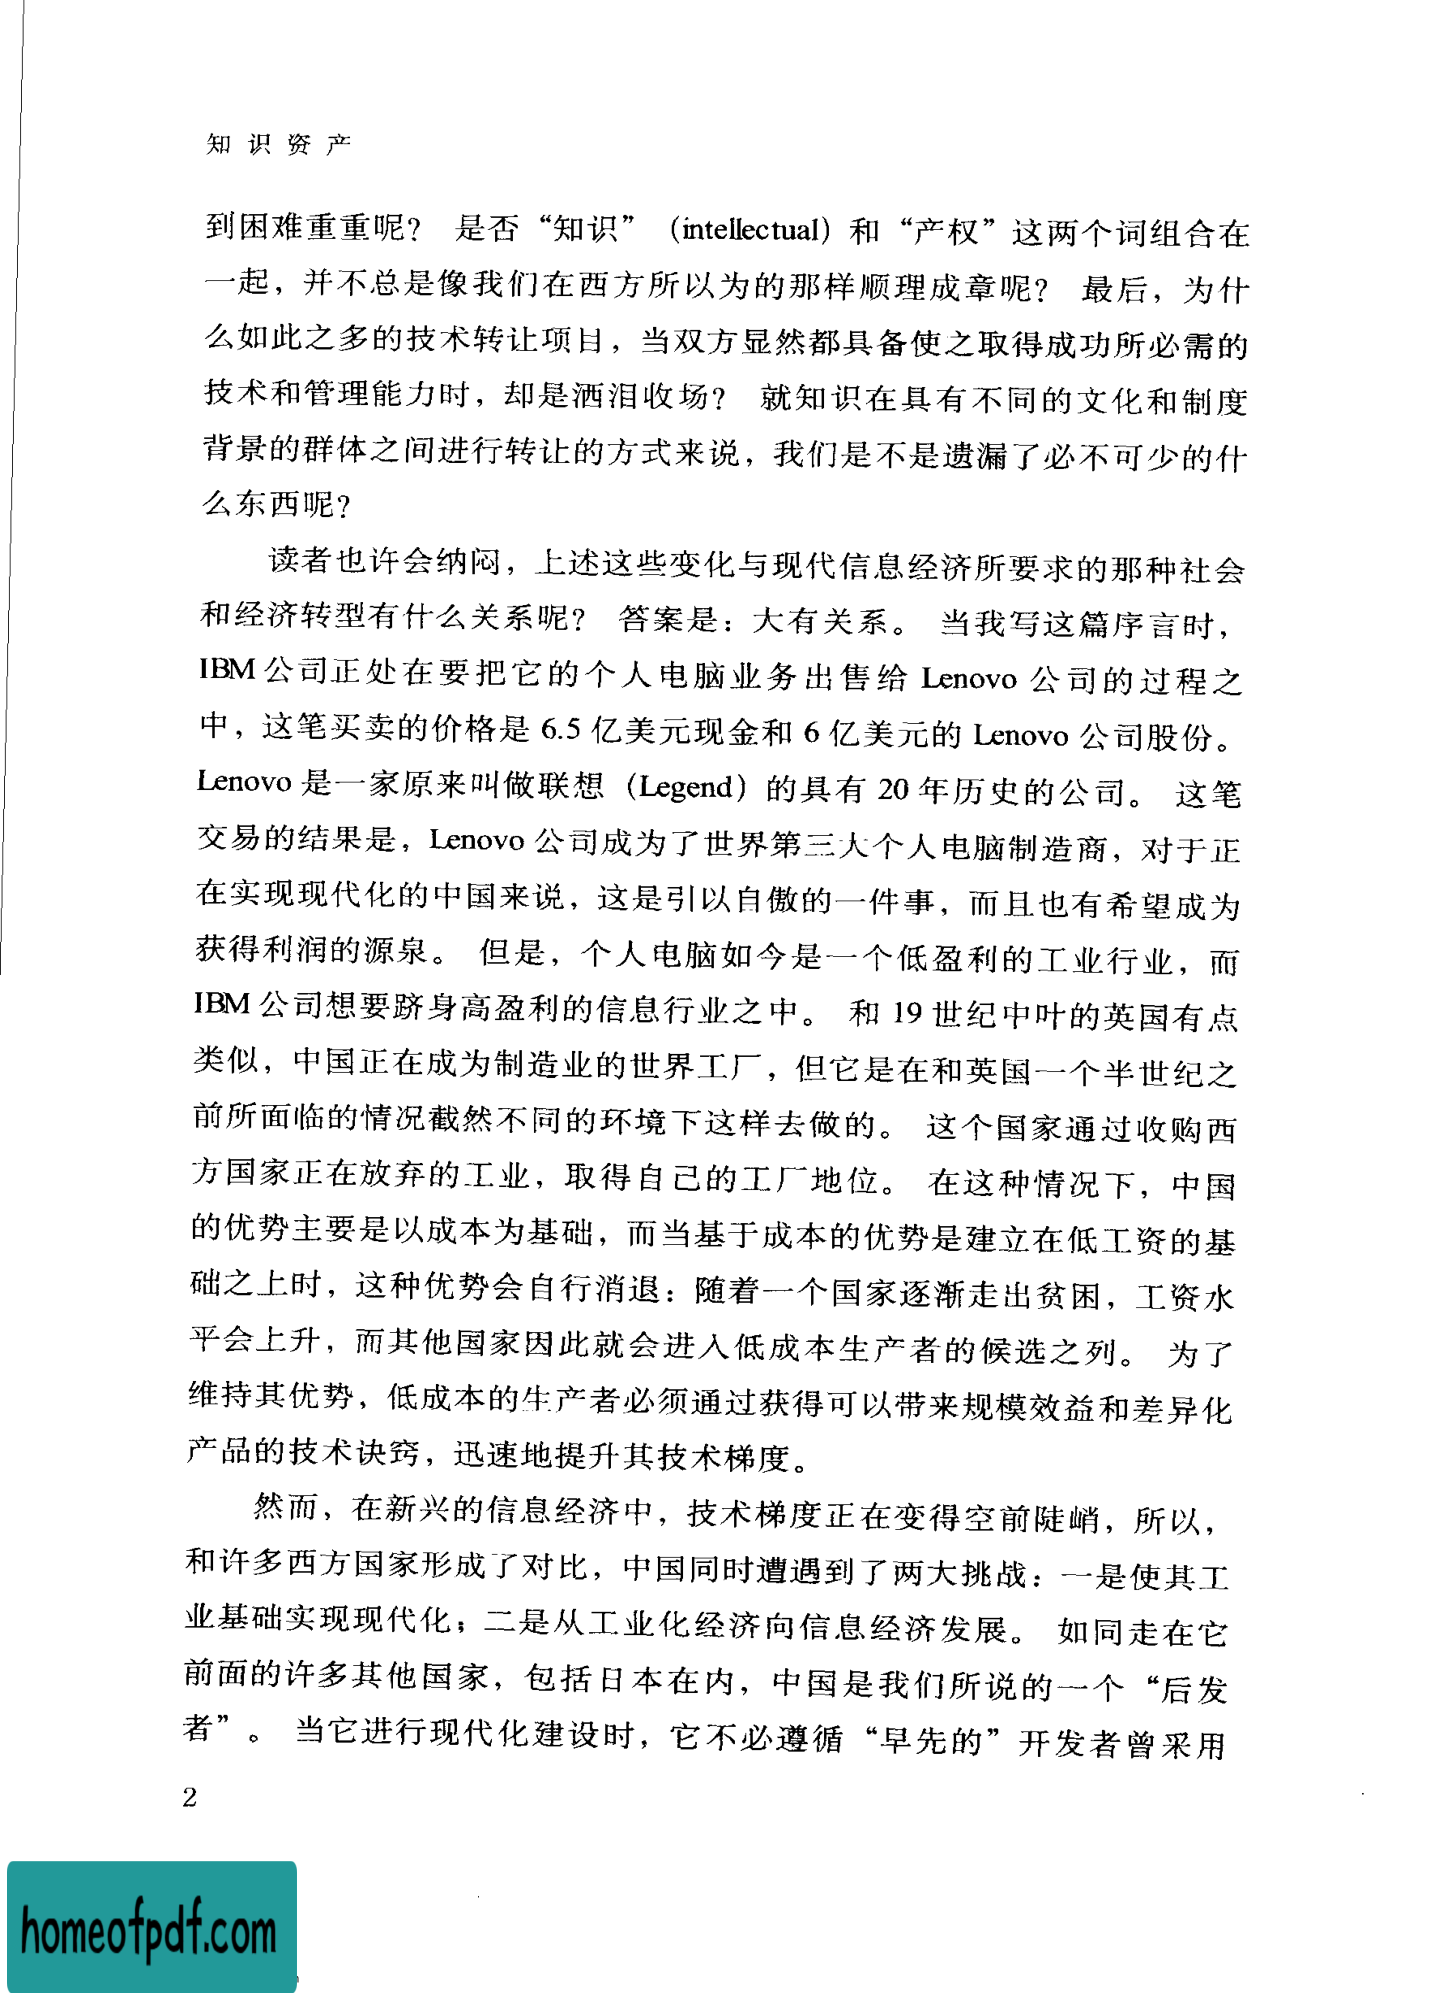 知识资产
到困难重重呢？ 是否“知识”（intellectual）和“产权”这两个词组合在
一起，并不总是像我们在西方所以为的那样顺理成章呢？ 最后，为什
么如此之多的技术转让项目，当双方显然都具备使之取得成功所必需的
技术和管理能力时，却是洒泪收场？ 就知识在具有不同的文化和制度
背景的群体之间进行转让的方式来说，我们是不是遗漏了必不可少的什
么东西呢？
读者也许会纳闷，上述这些变化与现代信息经济所要求的那种社会
和经济转型有什么关系呢？ 答案是：大有关系。 当我写这篇序言时，
IBM 公司正处在要把它的个人电脑业务出售给 Lenovo 公司的过程之
中，这笔买卖的价格是 6.5 亿美元现金和 6 亿美元的 Lenovo 公司股份。
Lenovo 是一家原来叫做联想（Legend）的具有 20 年历史的公司。 这笔
交易的结果是，Lenovo 公司成为了世界第三大个人电脑制造商，对于正
在实现现代化的中国来说，这是引以自傲的一件事，而且也有希望成为
获得利润的源泉。 但是，个人电脑如今是一个低盈利的工业行业，而
IBM 公司想要跻身高盈利的信息行业之中。 和 19 世纪中叶的英国有点
类似，中国正在成为制造业的世界工厂，但它是在和英国一个半世纪之
前所面临的情况截然不同的环境下这样去做的。 这个国家通过收购西
方国家正在放弃的工业，取得自己的工厂地位。 在这种情况下，中国
的优势主要是以成本为基础，而当基于成本的优势是建立在低工资的基
础之上时，这种优势会自行消退：随着一个国家逐渐走出贫困，工资水
平会上升，而其他国家因此就会进入低成本生产者的候选之列。 为了
维持其优势，低成本的生产者必须通过获得可以带来规模效益和差异化
产品的技术诀窍，迅速地提升其技术梯度。
然而，在新兴的信息经济中，技术梯度正在变得空前陡峭，所以，
和许多西方国家形成了对比，中国同时遭遇到了两大挑战：一是使其工
业基础实现现代化；二是从工业化经济向信息经济发展。 如同走在它
前面的许多其他国家，包括日本在内，中国是我们所说的一个“后发
者”。 当它进行现代化建设时，它不必遵循“早先的”开发者曾采用
2
homeofpdf.com